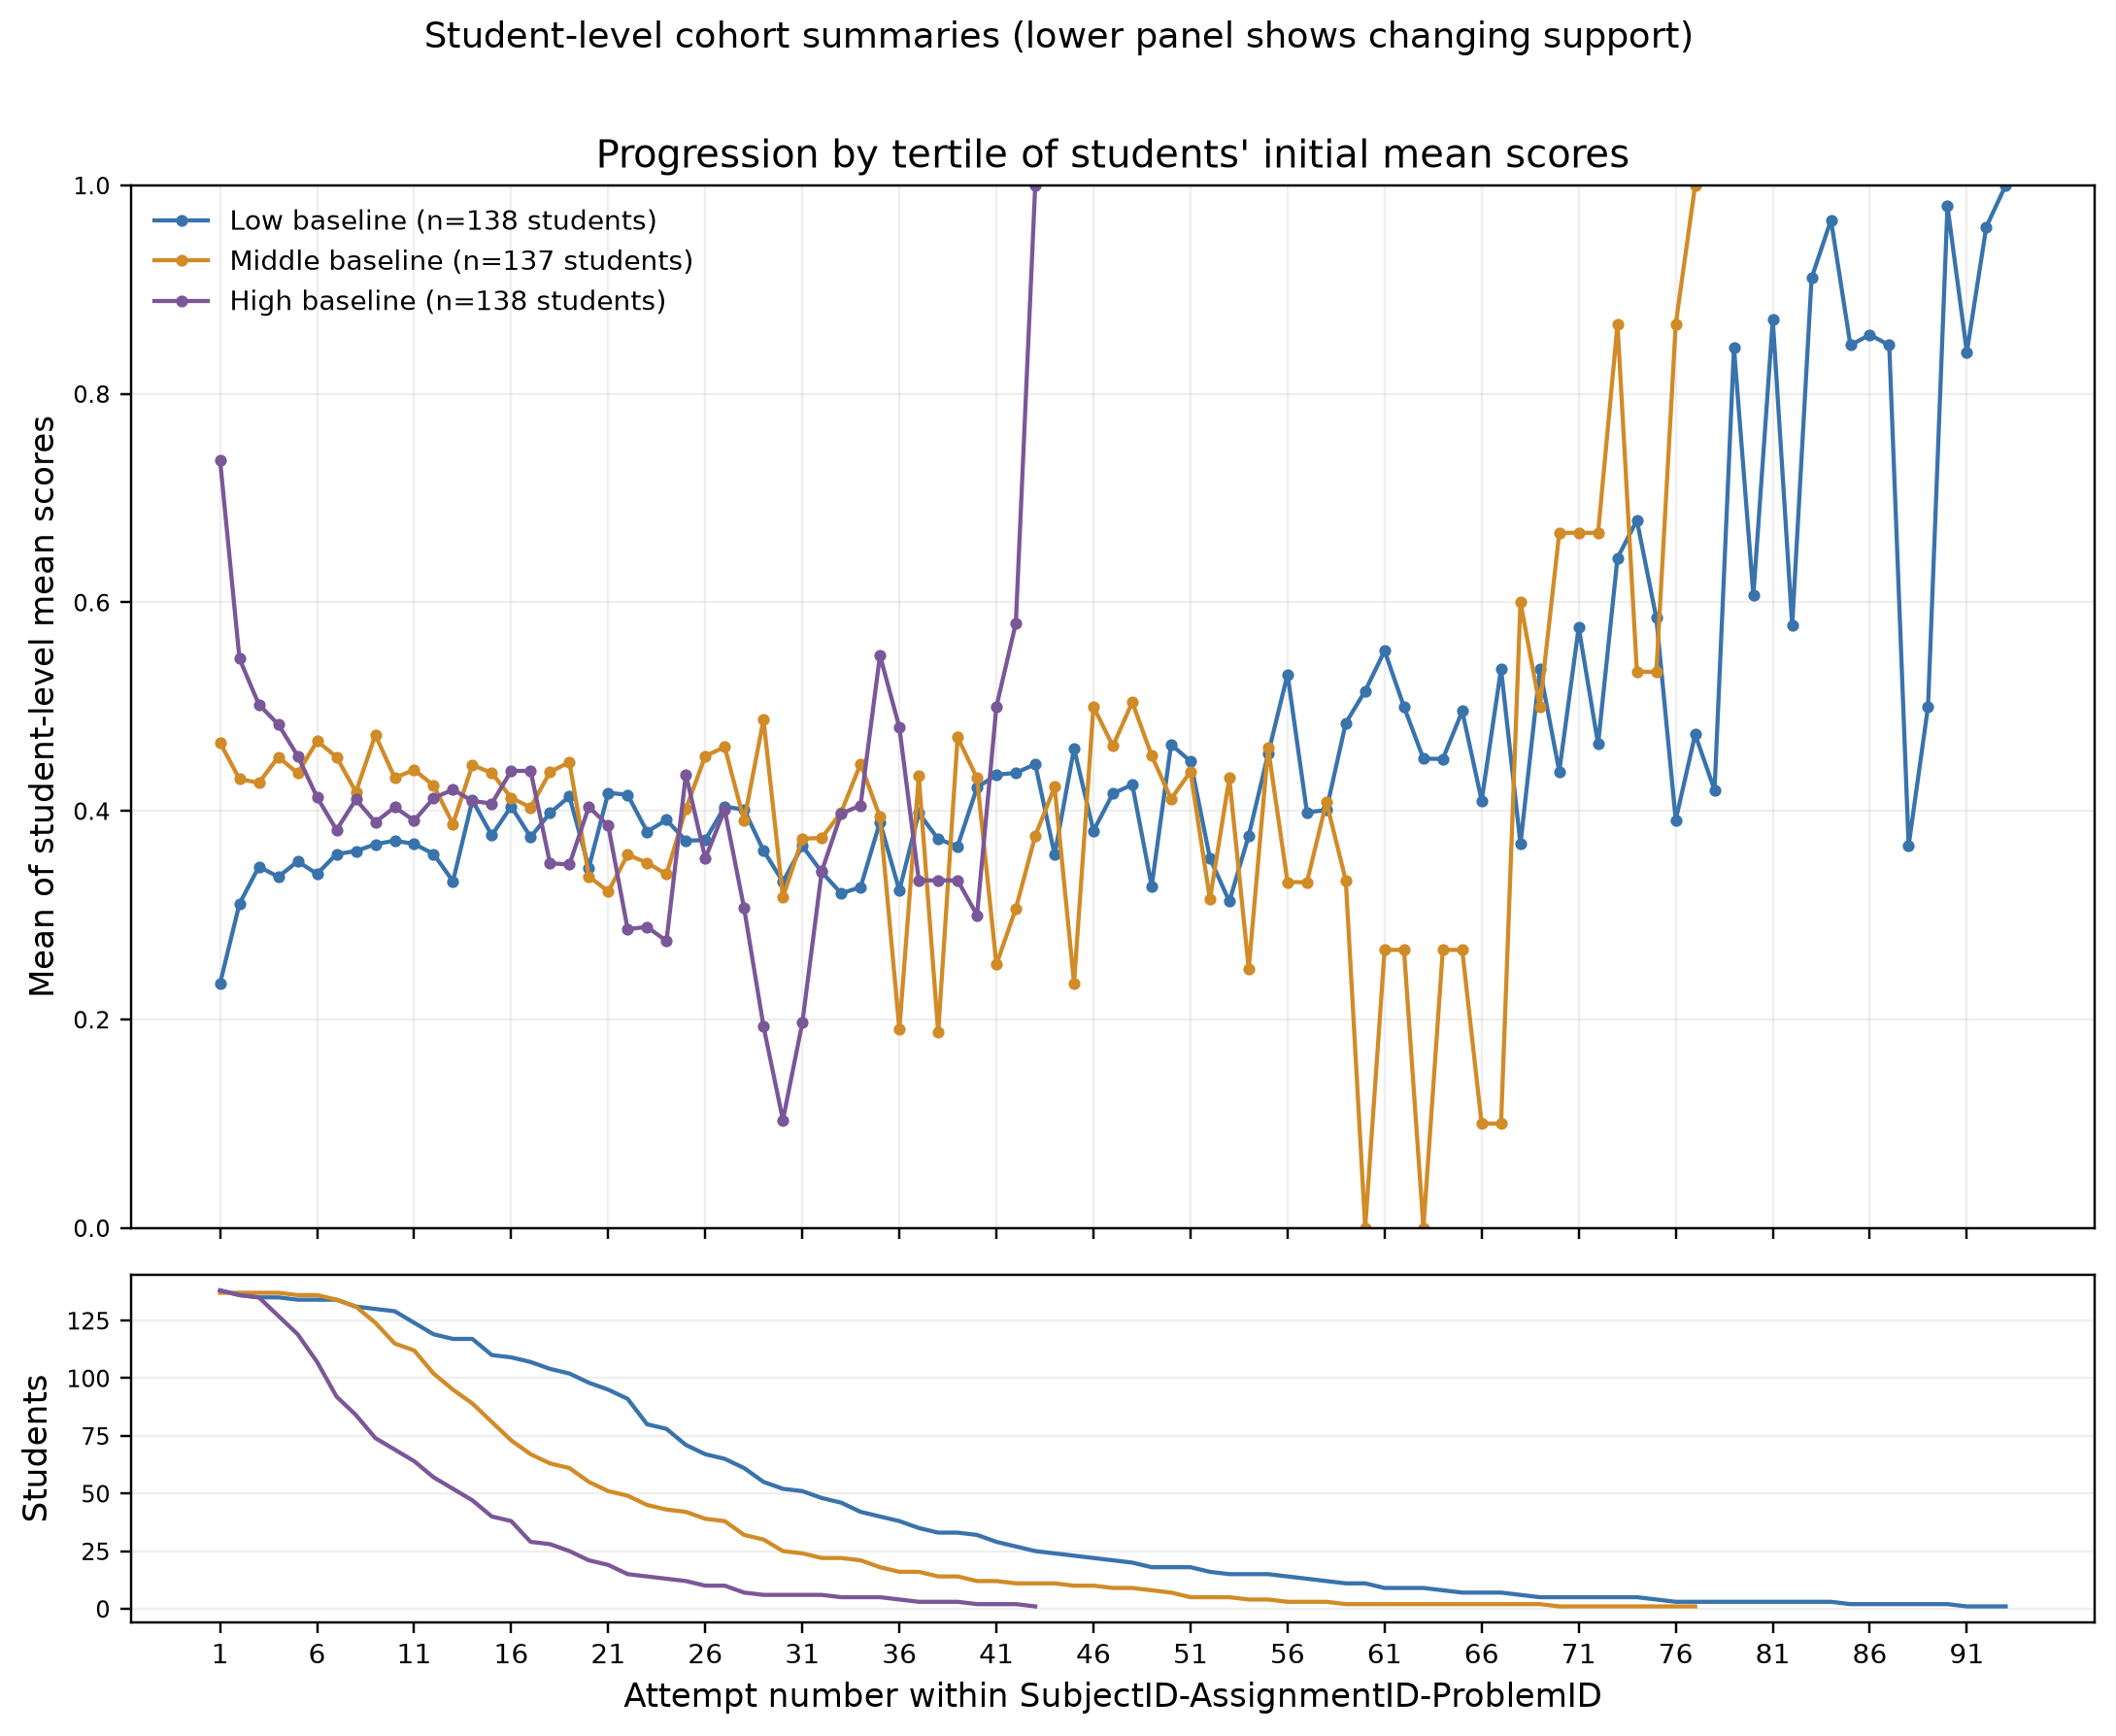 Student-level cohort summaries (lower panel shows changing support)
Progression by tertile of students' initial mean scores
Low baseline (n=138 students)
Middle baseline (n=137 students)
High baseline (n=138 students)
Mean of student-level mean scores
1.0
0.8
0.6
0.4
0.2
0.0
Students
125
100
75
50
25
0
1 6 11 16 21 26 31 36 41 46 51 56 61 66 71 76 81 86 91
Attempt number within SubjectID-AssignmentID-ProblemID